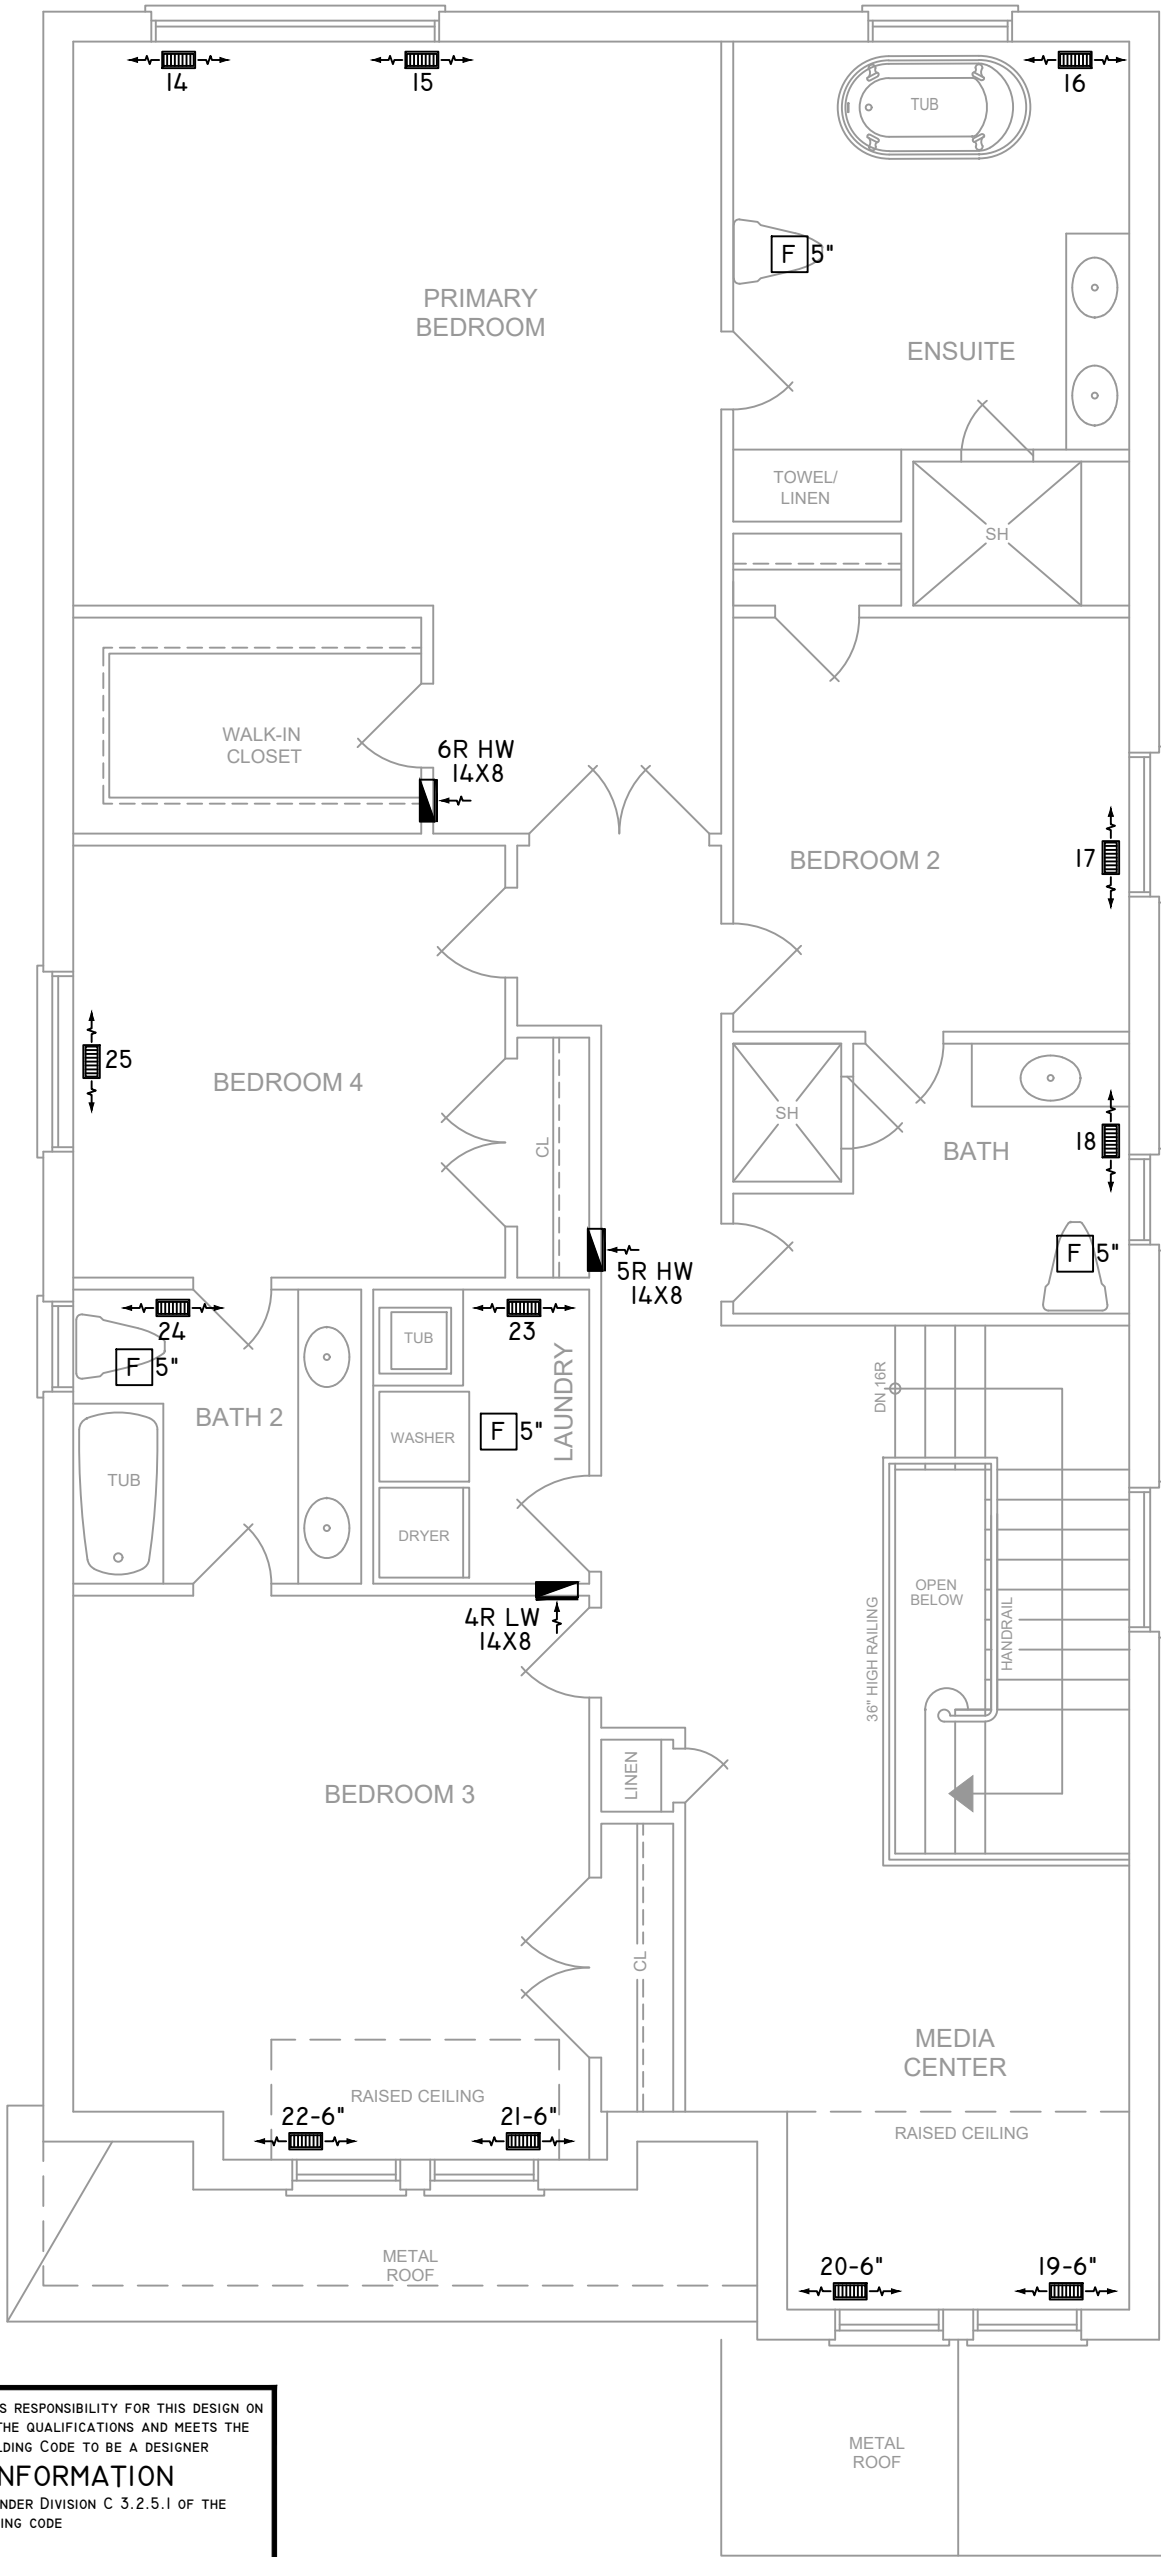 14
15
16
TUB
F 5"
PRIMARY
BEDROOM
ENSUITE
TOWEL/
LINEN
SH
WALK-IN
CLOSET
6R HW
14X8
BEDROOM 2
17
25
BEDROOM 4
CL
SH
BATH
18
F 5"
5R HW
14X8
24
F 5"
TUB
23
LAUNDRY
BATH 2
WASHER
F 5"
TUB
DRYER
DN 16R
OPEN
BELOW
36" HIGH RAILING
HANDRAIL
4R LW
14X8
BEDROOM 3
LINEN
CL
MEDIA
CENTER
RAISED CEILING
22-6"
21-6"
RAISED CEILING
METAL
ROOF
20-6"
19-6"
S RESPONSIBILITY FOR THIS DESIGN ON
THE QUALIFICATIONS AND MEETS THE
LDING CODE TO BE A DESIGNER
NFORMATION
NDER DIVISION C 3.2.5.1 OF THE
ING CODE
METAL
ROOF